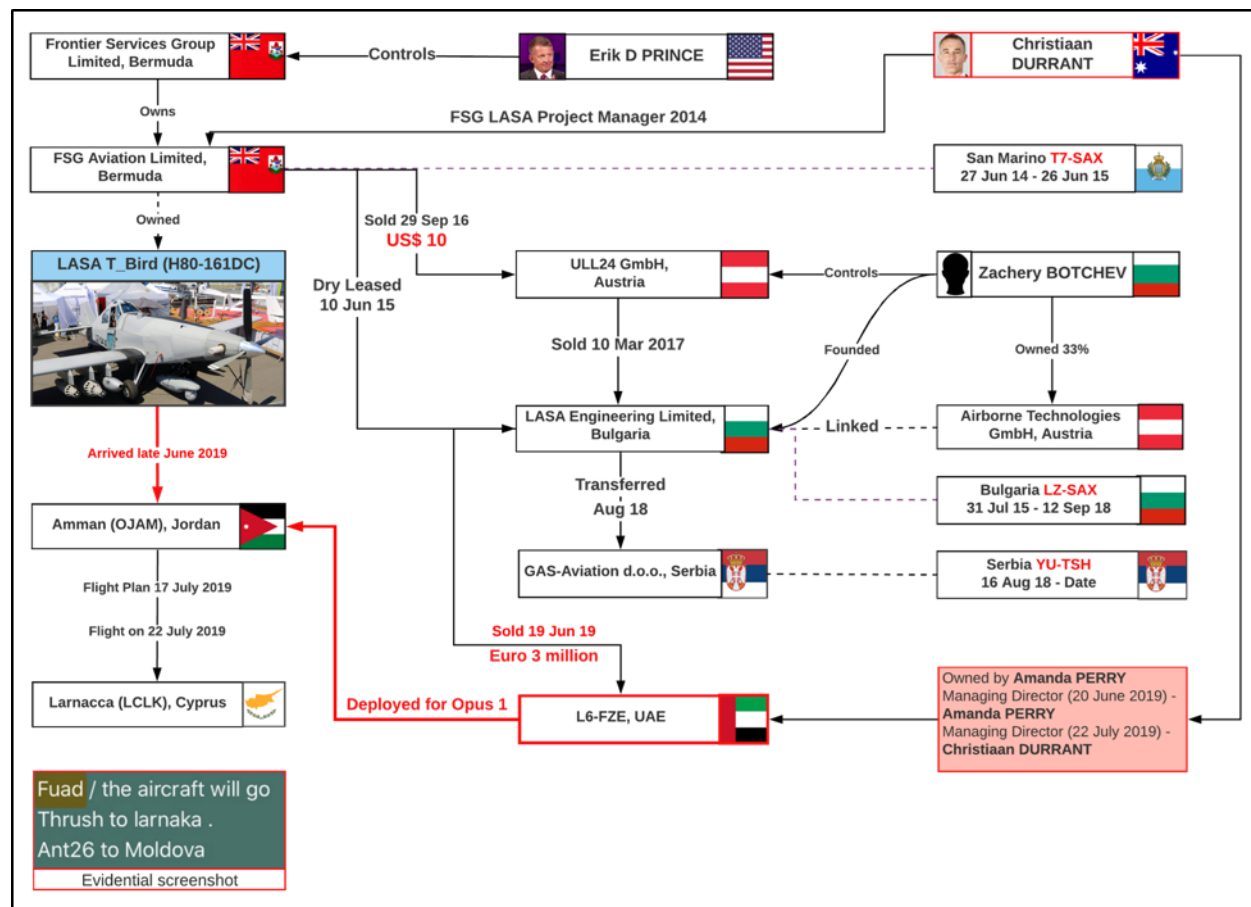 Frontier Services Group
Limited, Bermuda
Controls
Erik D PRINCE
Christiaan
DURRANT
Owns
FSG LASA Project Manager 2014
FSG Aviation Limited,
Bermuda
San Marino T7-SAX
27 Jun 14 - 26 Jun 15
Owned
Sold 29 Sep 16
US$ 10
LASA T_Bird (H80-161DC)
ULL24 GmbH,
Austria
Controls
Zachery BOTCHEV
Dry Leased
10 Jun 15
Sold 10 Mar 2017
Founded
Owned 33%
LASA Engineering Limited,
Bulgaria
Linked
Airborne Technologies
GmbH, Austria
Arrived late June 2019
Transferred
Aug 18
Bulgaria LZ-SAX
31 Jul 15 - 12 Sep 18
Amman (OJAM), Jordan
GAS-Aviation d.o.o., Serbia
Serbia YU-TSH
16 Aug 18 - Date
Flight Plan 17 July 2019
Flight on 22 July 2019
Sold 19 Jun 19
Euro 3 million
Larnacca (LCLK), Cyprus
Deployed for Opus 1
L6-FZE, UAE
Owned by Amanda PERRY
Managing Director (20 June 2019) -
Amanda PERRY
Managing Director (22 July 2019) -
Christiaan DURRANT
Fuad / the aircraft will go
Thrush to larnaka .
Ant26 to Moldova
Evidential screenshot